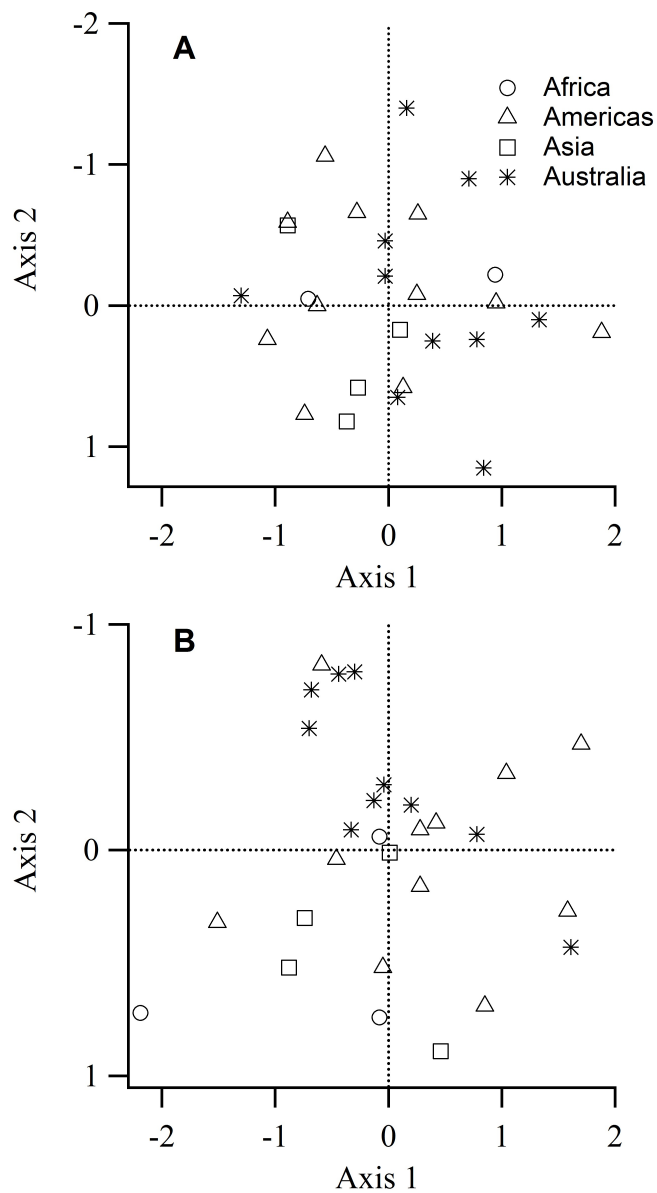 -2
A
Africa
Americas
-1
Asia
Australia
Axis 2
0
1
-2 -1 0 1 2
Axis 1
-1
B
Axis 2
0
1
-2 -1 0 1 2
Axis 1